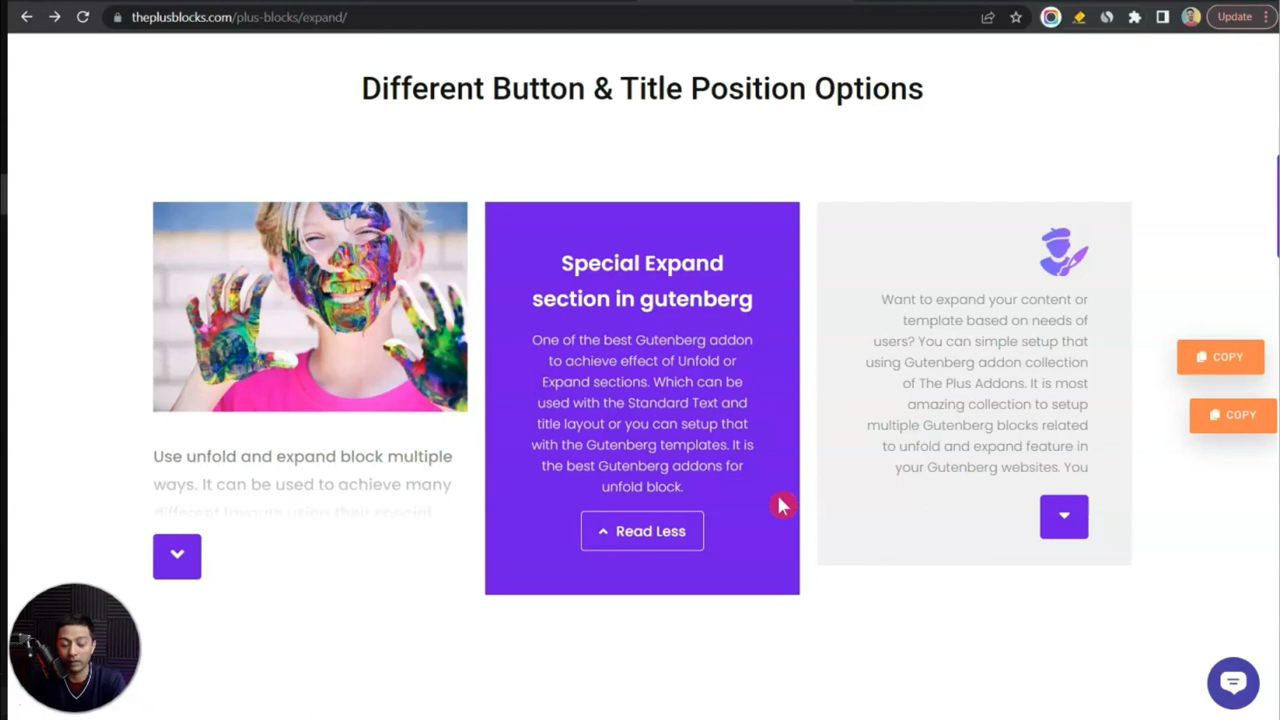 theplusblocks.com/plus-blocks/expand/
Update
Different Button & Title Position Options
Use unfold and expand block multiple
ways. It can be used to achieve many
different layouts using their special
Special Expand
section in gutenberg
One of the best Gutenberg addon
to achieve effect of Unfold or
Expand sections. Which can be
used with the Standard Text and
title layout or you can setup that
with the Gutenberg templates. It is
the best Gutenberg addons for
unfold block.
Read Less
Want to expand your content or
template based on needs of
users? You can simple setup that
using Gutenberg addon collection
of The Plus Addons. It is most
amazing collection to setup
multiple Gutenberg blocks related
to unfold and expand feature in
your Gutenberg websites. You
COPY
COPY